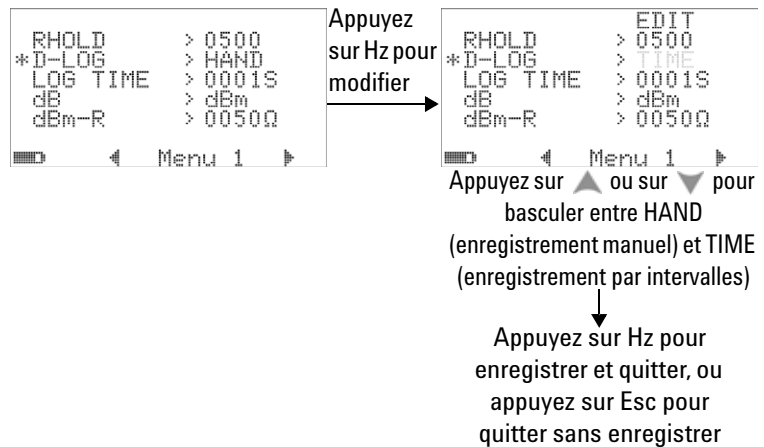 RHOLD > 0500
*D-LOG > HAND
LOG TIME > 0001S
dB > dBm
dBm-R > 0050Ω
Menu 1
Appuyez
sur Hz pour
modifier
EDIT
RHOLD > 0500
*D-LOG > TIME
LOG TIME > 0001S
dB > dBm
dBm-R > 0050Ω
Menu 1
Appuyez sur ou sur pour
basculer entre HAND
(enregistrement manuel) et TIME
(enregistrement par intervalles)
Appuyez sur Hz pour
enregistrer et quitter, ou
appuyez sur Esc pour
quitter sans enregistrer